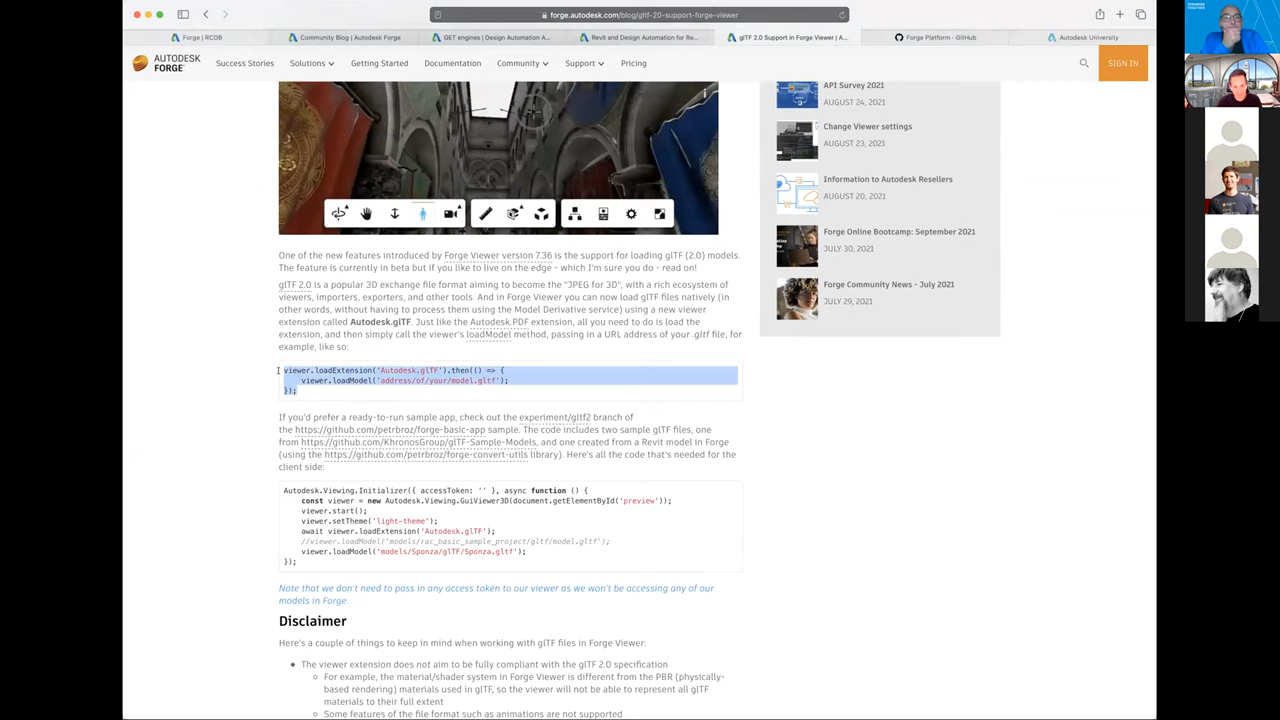 forge.autodesk.com/blog/gltf-20-support-forge-viewer
Forge | RCDB
Community Blog | Autodesk Forge
GET engines | Design Automation A...
Revit and Design Automation for Re...
glTF 2.0 Support in Forge Viewer | A...
Forge Platform · GitHub
Autodesk University
AUTODESK
FORGE
Success Stories
Solutions
Getting Started
Documentation
Community
Support
Pricing
SIGN IN
API Survey 2021
AUGUST 24, 2021
Change Viewer settings
AUGUST 23, 2021
Information to Autodesk Resellers
AUGUST 20, 2021
Forge Online Bootcamp: September 2021
JULY 30, 2021
Forge Community News - July 2021
JULY 29, 2021
One of the new features introduced by Forge Viewer version 7.36 is the support for loading glTF (2.0) models.
The feature is currently in beta but if you like to live on the edge - which I'm sure you do - read on!
glTF 2.0 is a popular 3D exchange file format aiming to become the "JPEG for 3D", with a rich ecosystem of
viewers, importers, exporters, and other tools. And in Forge Viewer you can now load glTF files natively (in
other words, without having to process them using the Model Derivative service) using a new viewer
extension called Autodesk.glTF. Just like the Autodesk.PDF extension, all you need to do is load the
extension, and then simply call the viewer's loadModel method, passing in a URL address of your .gltf file, for
example, like so:
viewer.loadExtension('Autodesk.glTF').then(() => {
viewer.loadModel('address/of/your/model.gltf');
});
If you'd prefer a ready-to-run sample app, check out the experiment/gltf2 branch of
the https://github.com/petrbroz/forge-basic-app sample. The code includes two sample glTF files, one
from https://github.com/KhronosGroup/glTF-Sample-Models, and one created from a Revit model in Forge
(using the https://github.com/petrbroz/forge-convert-utils library). Here's all the code that's needed for the
client side:
Autodesk.Viewing.Initializer({ accessToken: '' }, async function () {
const viewer = new Autodesk.Viewing.GuiViewer3D(document.getElementById('preview'));
viewer.start();
viewer.setTheme('light-theme');
await viewer.loadExtension('Autodesk.glTF');
//viewer.loadModel('models/rac_basic_sample_project/gltf/model.gltf');
viewer.loadModel('models/Sponza/glTF/Sponza.gltf');
});
Note that we don't need to pass in any access token to our viewer as we won't be accessing any of our
models in Forge.
Disclaimer
Here's a couple of things to keep in mind when working with glTF files in Forge Viewer:
• The viewer extension does not aim to be fully compliant with the glTF 2.0 specification
○ For example, the material/shader system in Forge Viewer is different from the PBR (physically-
based rendering) materials used in glTF, so the viewer will not be able to represent all glTF
materials to their full extent
○ Some features of the file format such as animations are not supported